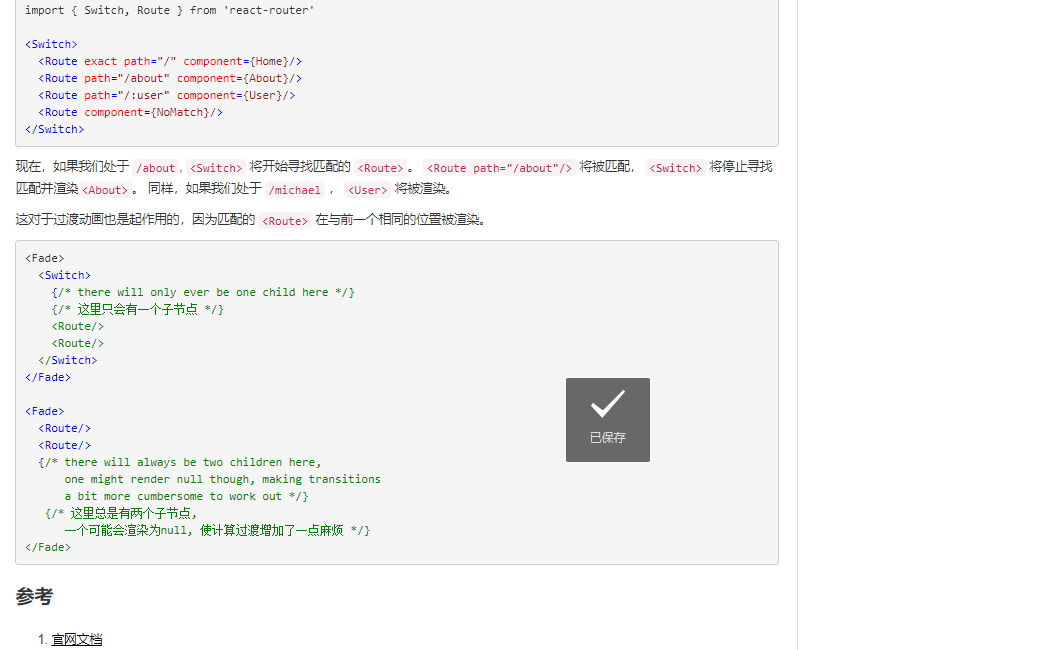 import { Switch, Route } from 'react-router'
<Switch>
  <Route exact path="/" component={Home}/>
  <Route path="/about" component={About}/>
  <Route path="/:user" component={User}/>
  <Route component={NoMatch}/>
</Switch>
现在，如果我们处于 /about , <Switch> 将开始寻找匹配的 <Route> 。 <Route path="/about"/> 将被匹配， <Switch> 将停止寻找
匹配并渲染 <About> 。 同样，如果我们处于 /michael ， <User> 将被渲染。
这对于过渡动画也是起作用的，因为匹配的 <Route> 在与前一个相同的位置被渲染。
<Fade>
  <Switch>
    {/* there will only ever be one child here */}
    {/* 这里只会有一个子节点 */}
    <Route/>
    <Route/>
  </Switch>
</Fade>
<Fade>
  <Route/>
  <Route/>
  {/* there will always be two children here,
      one might render null though, making transitions
      a bit more cumbersome to work out */}
   {/* 这里总是有两个子节点,
      一个可能会渲染为null, 使计算过渡增加了一点麻烦 */}
</Fade>
已保存
参考
1. 官网文档